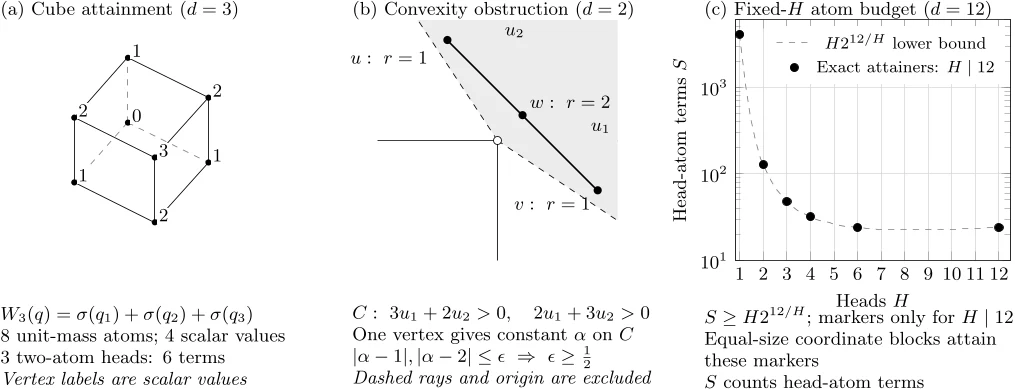 (a) Cube attainment (d = 3)
1
2
0
2
3
1
1
2
W₃(q) = σ(q₁) + σ(q₂) + σ(q₃)
8 unit-mass atoms; 4 scalar values
3 two-atom heads: 6 terms
Vertex labels are scalar values
(b) Convexity obstruction (d = 2)
u₂
u : r = 1
w : r = 2
u₁
v : r = 1
C : 3u₁ + 2u₂ > 0, 2u₁ + 3u₂ > 0
One vertex gives constant α on C
|α − 1|, |α − 2| ≤ ϵ ⇒ ϵ ≥ 1/2
Dashed rays and origin are excluded
(c) Fixed-H atom budget (d = 12)
H2^{12/H} lower bound
Exact attainers: H | 12
Head-atom terms S
10³
10²
10¹
1 2 3 4 5 6 7 8 9 10 11 12
Heads H
S ≥ H2^{12/H}; markers only for H | 12
Equal-size coordinate blocks attain
these markers
S counts head-atom terms